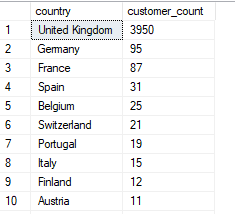 country customer_count
1 United Kingdom 3950
2 Germany 95
3 France 87
4 Spain 31
5 Belgium 25
6 Switzerland 21
7 Portugal 19
8 Italy 15
9 Finland 12
10 Austria 11